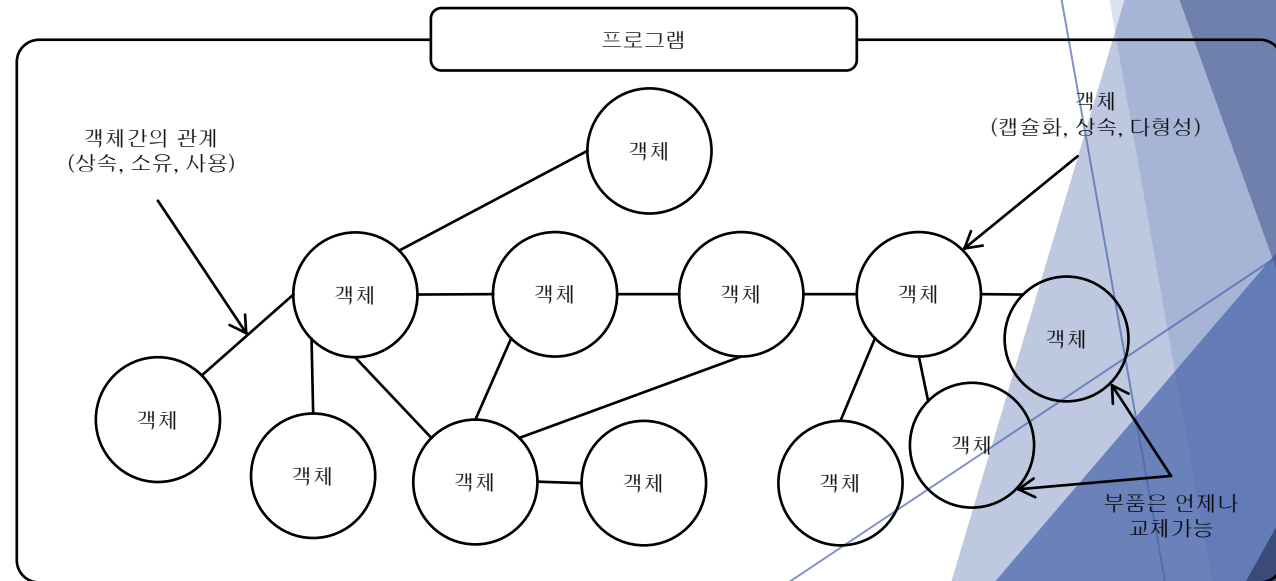 프로그램
객체간의 관계
(상속, 소유, 사용)
객체
(캡슐화, 상속, 다형성)
객체
객체
객체
객체
객체
객체
객체
객체
객체
객체
객체
객체
부품은 언제나
교체가능